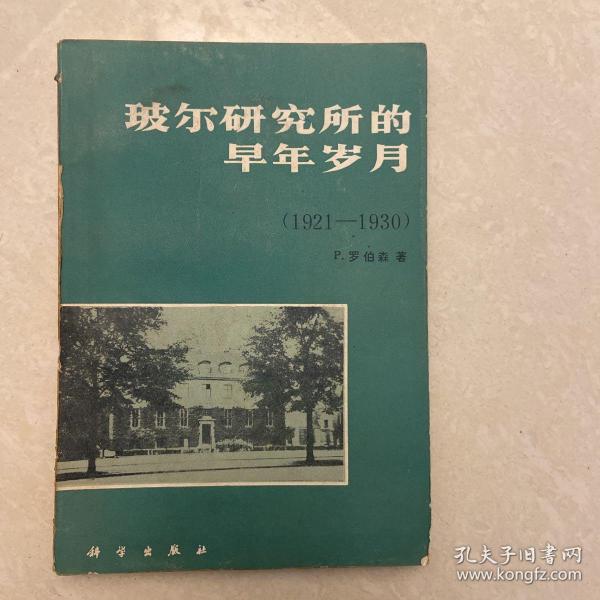 玻尔研究所的
早年岁月
(1921—1930)
P. 罗伯森 著
科学出版社
孔夫子旧书网
www.kongfz.com